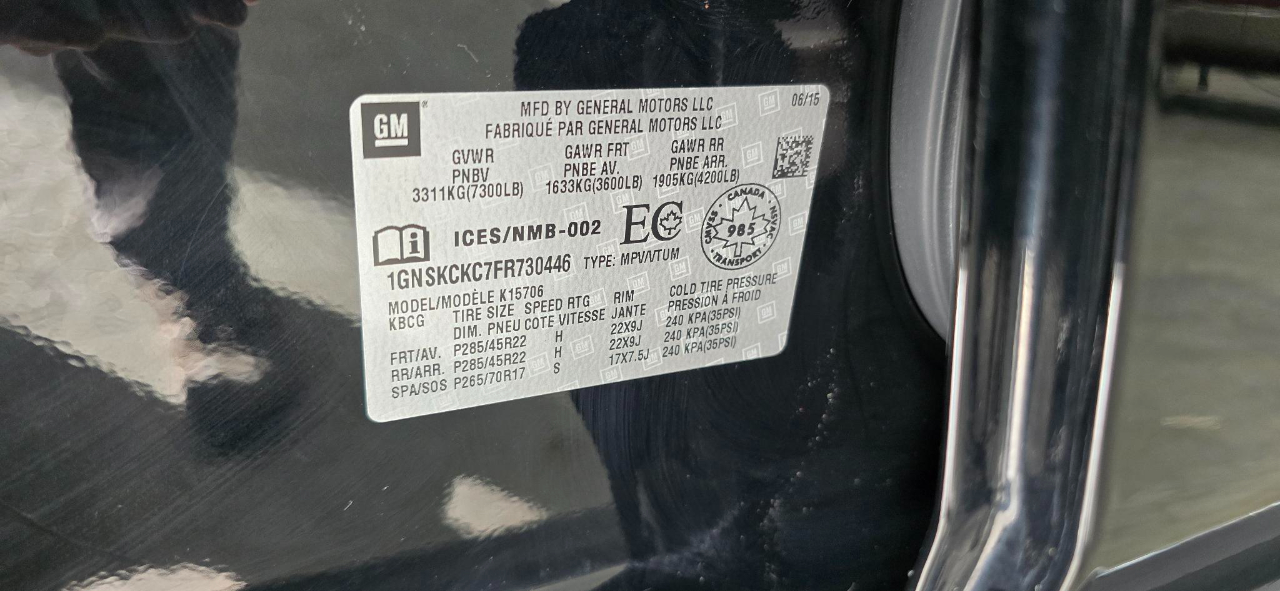 GM
MFD BY GENERAL MOTORS LLC 06/15
FABRIQUÉ PAR GENERAL MOTORS LLC
GVWR GAWR FRT GAWR RR
PNBV PNBE AV. PNBE ARR.
3311KG(7300LB) 1633KG(3600LB) 1905KG(4200LB)
ICES/NMB-002 EC
CANADA
NSVAC
TRANSPORT
CMVSS
985
1GNSKCKC7FR730446 TYPE: MPV/VTUM
MODEL/MODÈLE K15706
KBCG TIRE SIZE SPEED RTG RIM COLD TIRE PRESSURE
DIM. PNEU COTE VITESSE JANTE PRESSION À FROID
FRT/AV. P285/45R22 H 22X9J 240 KPA(35PSI)
RR/ARR. P285/45R22 H 22X9J 240 KPA(35PSI)
SPA/SOS P265/70R17 S 17X7.5J 240 KPA(35PSI)